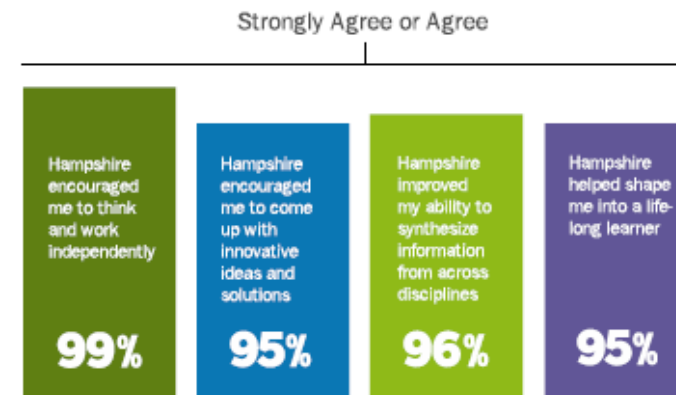 Strongly Agree or Agree
Hampshire
encouraged
me to think
and work
independently
99%
Hampshire
encouraged
me to come
up with
innovative
ideas and
solutions
95%
Hampshire
improved
my ability to
synthesize
information
from across
disciplines
96%
Hampshire
helped shape
me into a life-
long learner
95%